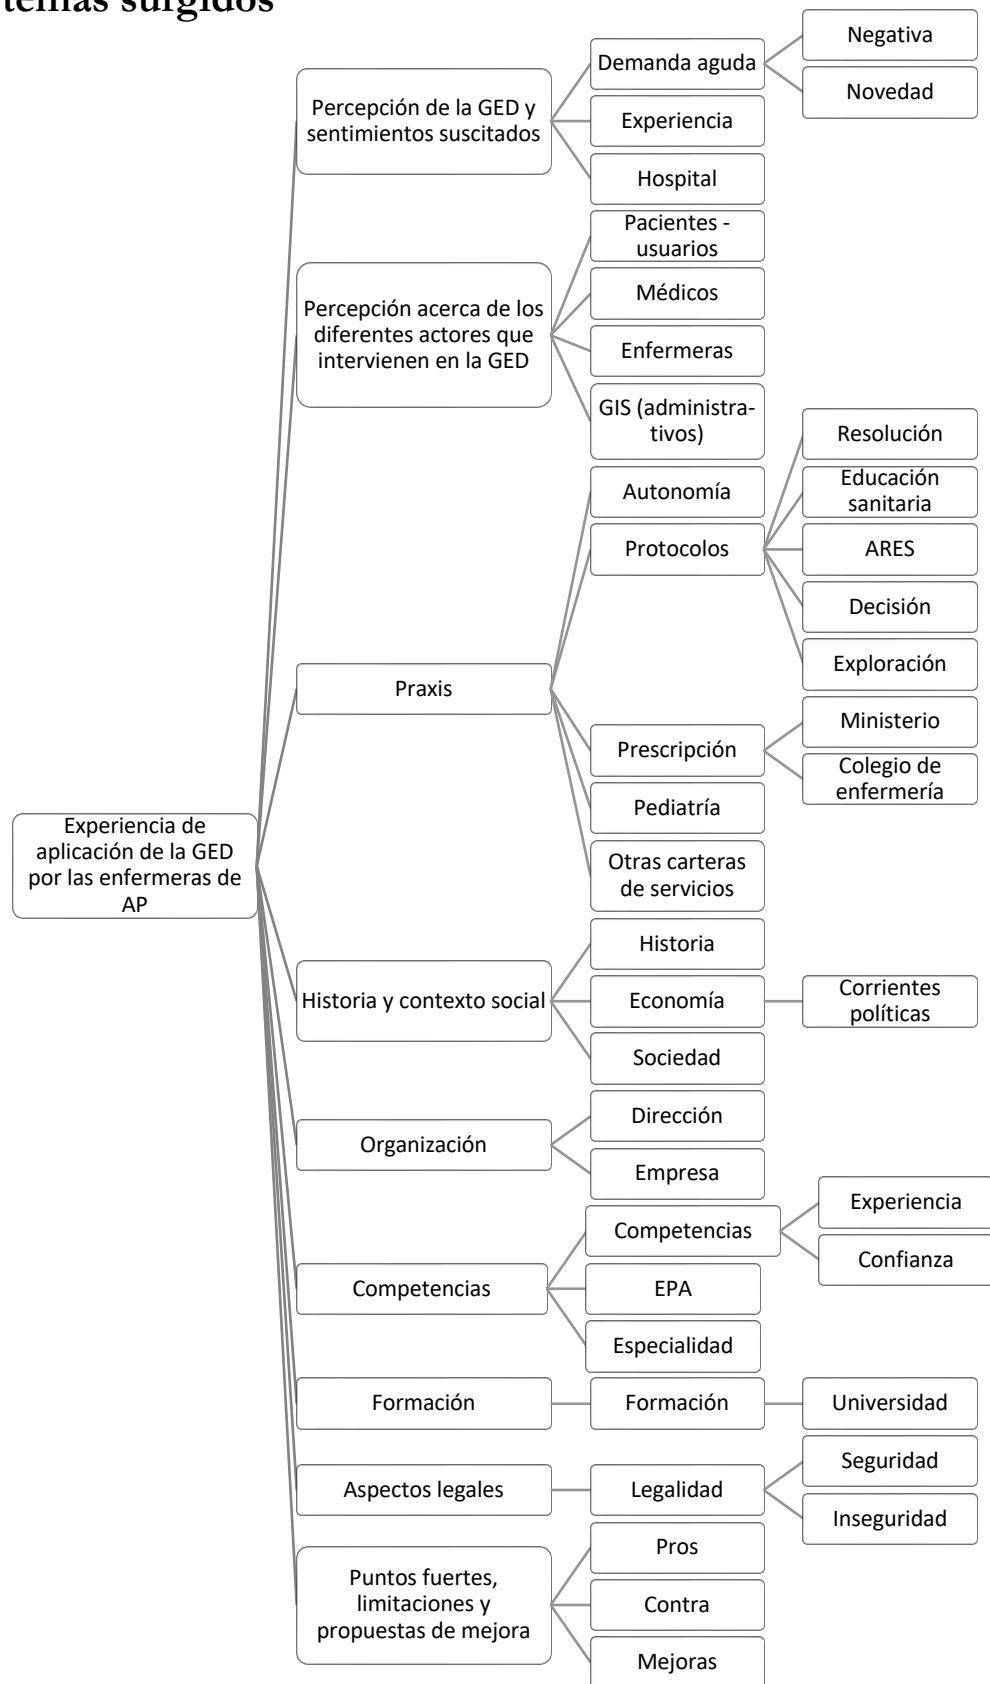 temas surgidos
Negativa
Demanda aguda
Novedad
Percepción de la GED y
sentimientos suscitados
Experiencia
Hospital
Pacientes -
usuarios
Percepción acerca de los
diferentes actores que
intervienen en la GED
Médicos
Enfermeras
GIS (administra-
tivos)
Resolución
Autonomía
Educación
sanitaria
Protocolos
ARES
Decisión
Exploración
Praxis
Ministerio
Prescripción
Colegio de
enfermería
Pediatría
Otras carteras
de servicios
Experiencia de
aplicación de la GED
por las enfermeras de
AP
Historia
Historia y contexto social
Economía
Corrientes
políticas
Sociedad
Dirección
Organización
Empresa
Experiencia
Competencias
Confianza
Competencias
EPA
Especialidad
Formación
Formación
Universidad
Seguridad
Aspectos legales
Legalidad
Inseguridad
Pros
Puntos fuertes,
limitaciones y
propuestas de mejora
Contra
Mejoras